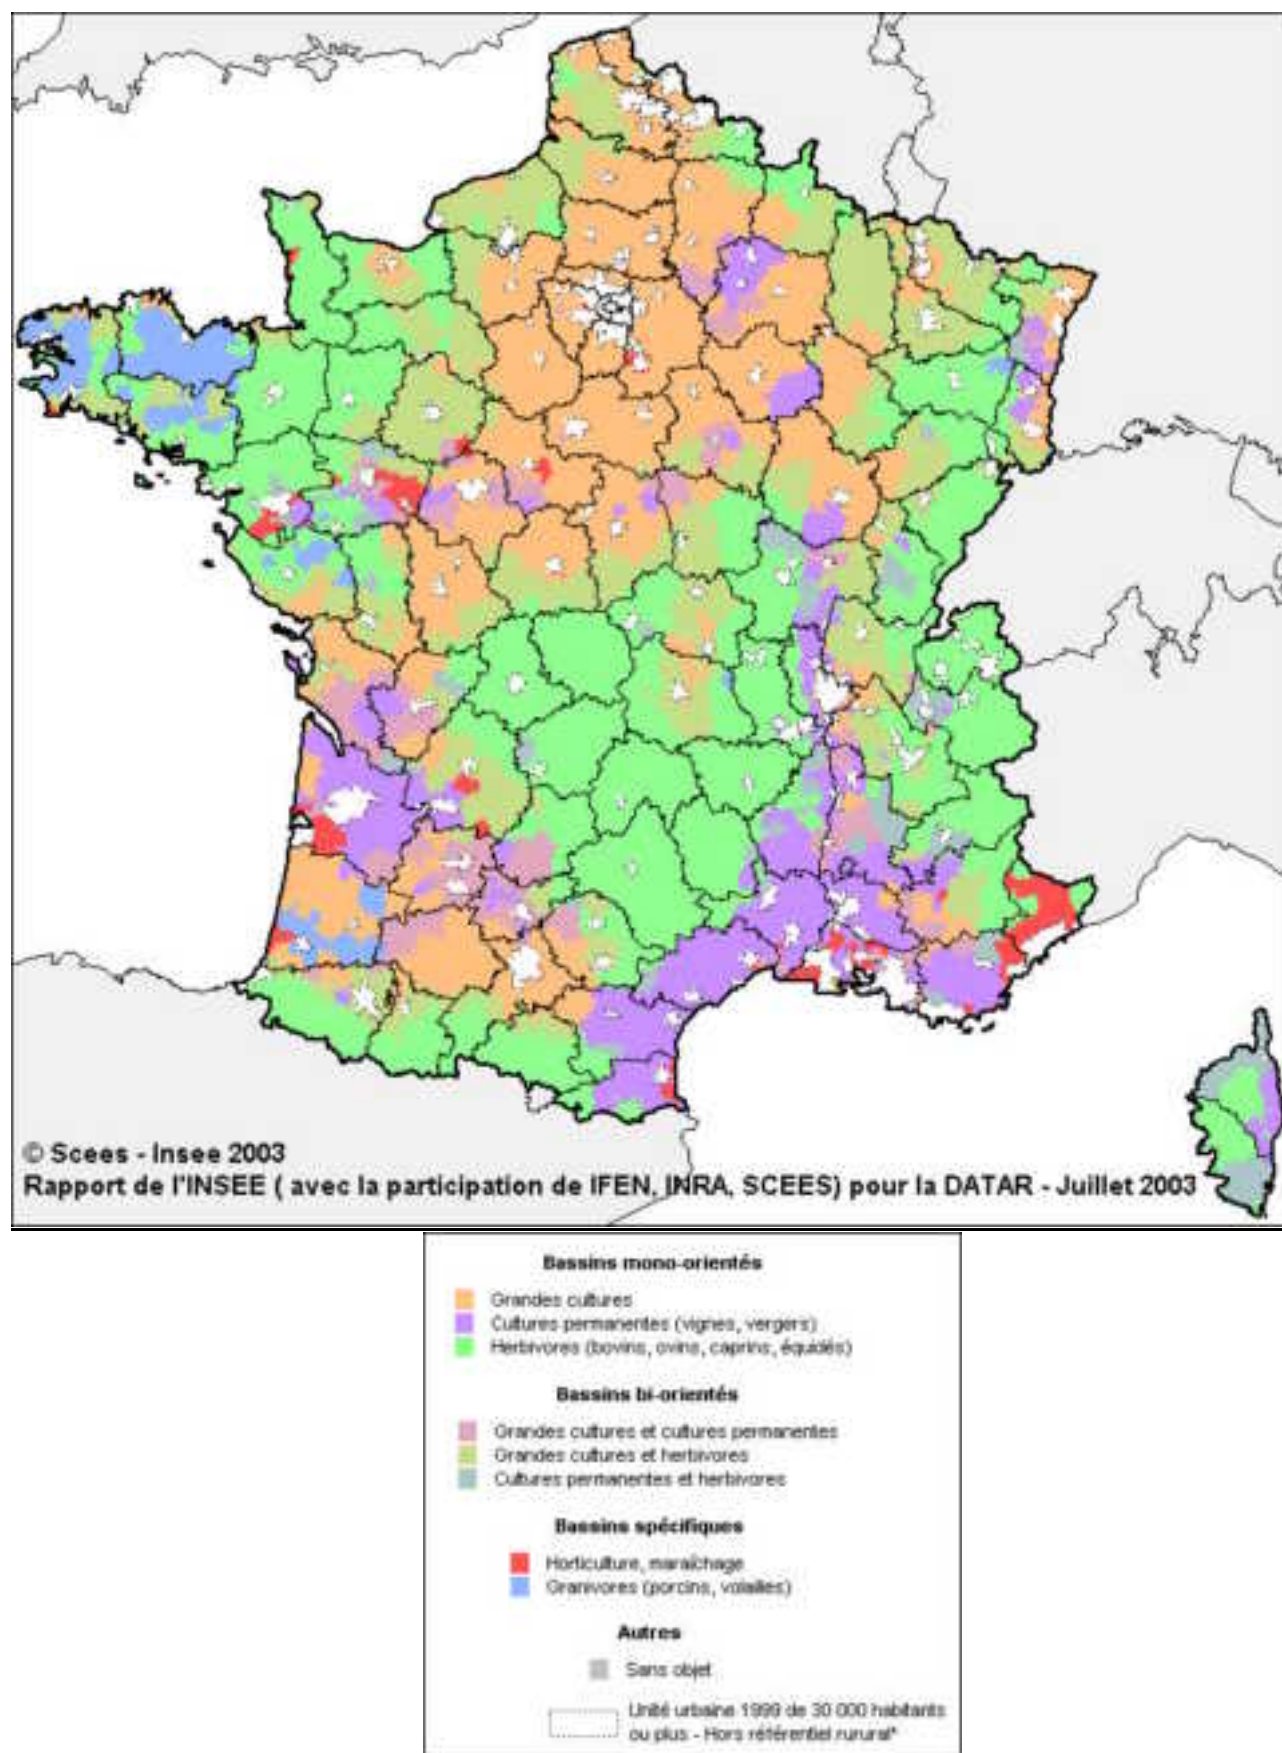 © Scees - Insee 2003
Rapport de l'INSEE ( avec la participation de IFEN, INRA, SCEES) pour la DATAR - Juillet 2003
Bassins mono-orientés
Grandes cultures
Cultures permanentes (vignes, vergers)
Herbivores (bovins, ovins, caprins, équidés)
Bassins bi-orientés
Grandes cultures et cultures permanentes
Grandes cultures et herbivores
Cultures permanentes et herbivores
Bassins spécifiques
Horticulture, maraîchage
Granivores (porcins, volailles)
Autres
Sans objet
Unité urbaine 1999 de 30 000 habitants
ou plus - Hors référentiel rurural*